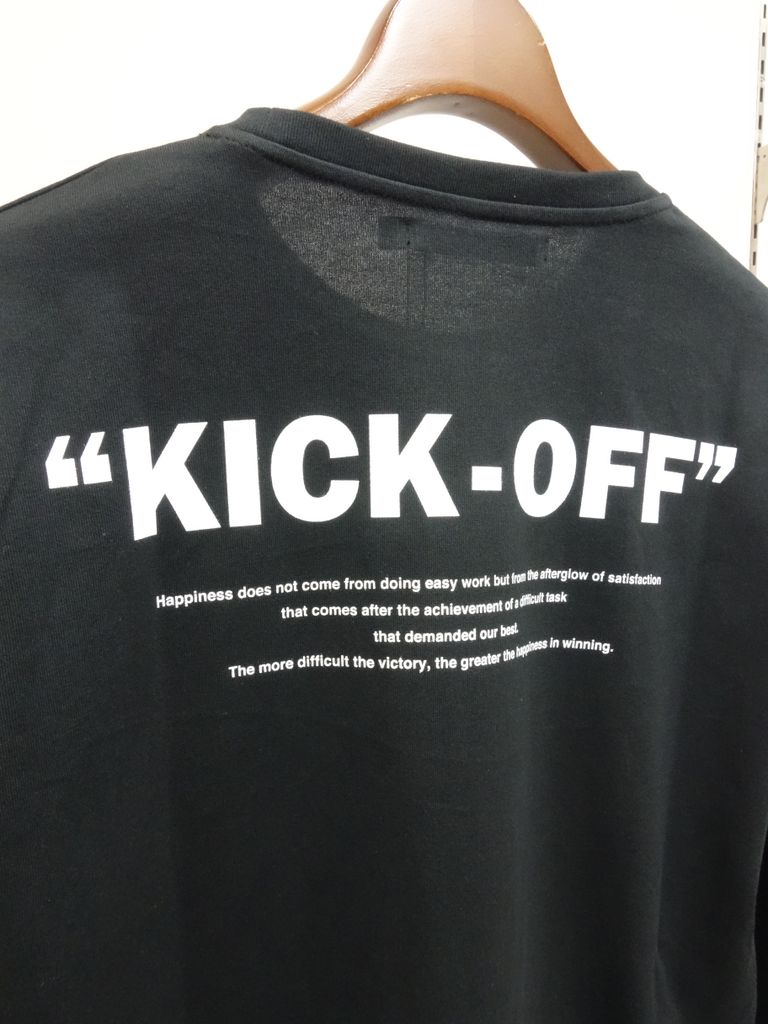 “KICK-OFF”
Happiness does not come from doing easy work but from the afterglow of satisfaction
that comes after the achievement of a difficult task
that demanded our best.
The more difficult the victory, the greater the happiness in winning.